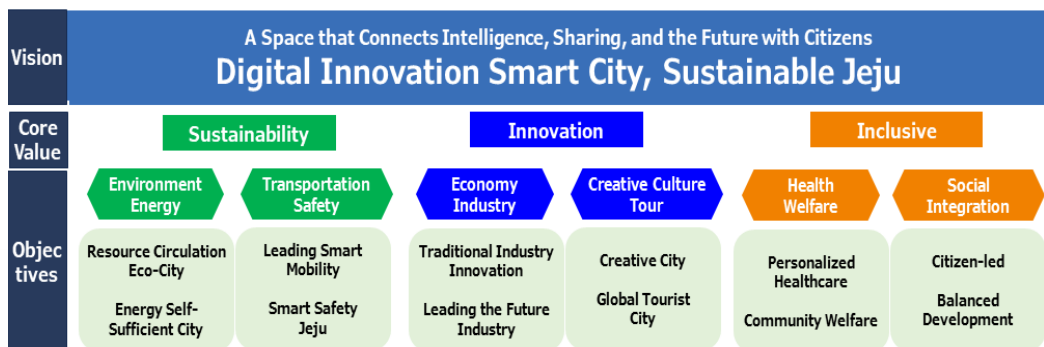 Vision
A Space that Connects Intelligence, Sharing, and the Future with Citizens
Digital Innovation Smart City, Sustainable Jeju
Core
Value
Sustainability
Innovation
Inclusive
Objec
tives
Environment
Energy
Transportation
Safety
Economy
Industry
Creative Culture
Tour
Health
Welfare
Social
Integration
Resource Circulation
Eco-City
Energy Self-
Sufficient City
Leading Smart
Mobility
Smart Safety
Jeju
Traditional Industry
Innovation
Leading the Future
Industry
Creative City
Global Tourist
City
Personalized
Healthcare
Community Welfare
Citizen-led
Balanced
Development